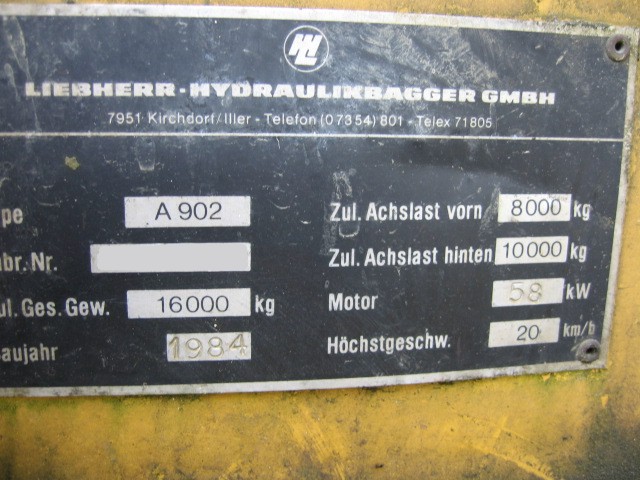 LIEBHERR-HYDRAULIKBAGGER GMBH
7951 Kirchdorf/Iller - Telefon (07354) 801 - Telex 71805
pe A 902
br. Nr.
ul. Ges. Gew. 16000 kg
aujahr 1984
Zul. Achslast vorn 8000 kg
Zul. Achslast hinten 10000 kg
Motor 58 kW
Höchstgeschw. 20 km/h